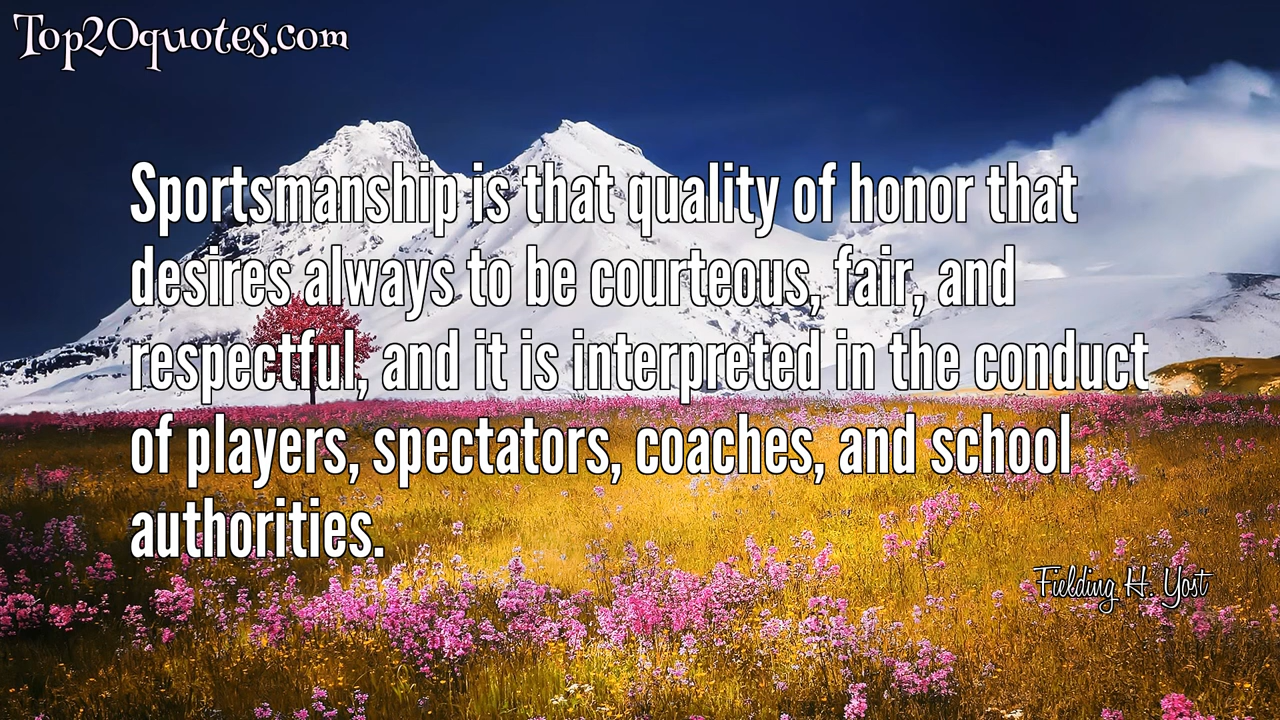 Top20quotes.com
Sportsmanship is that quality of honor that
desires always to be courteous, fair, and
respectful, and it is interpreted in the conduct
of players, spectators, coaches, and school
authorities.
Fielding H. Yost